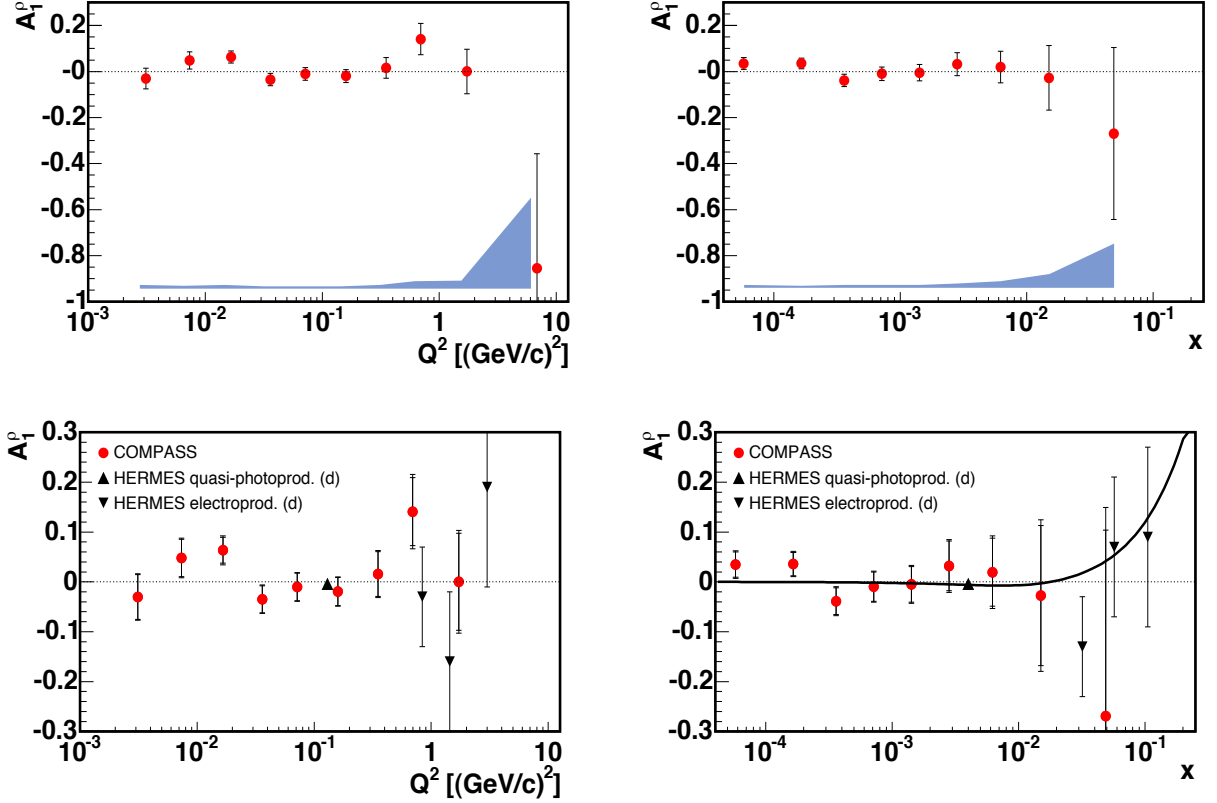 A₁^ρ
0.2
-0
-0.2
-0.4
-0.6
-0.8
-1
10⁻³ 10⁻² 10⁻¹ 1 10
Q² [(GeV/c)²]
A₁^ρ
0.2
-0
-0.2
-0.4
-0.6
-0.8
-1
10⁻⁴ 10⁻³ 10⁻² 10⁻¹
x
A₁^ρ
0.3
0.2
0.1
0
-0.1
-0.2
-0.3
COMPASS
HERMES quasi-photoprod. (d)
HERMES electroprod. (d)
10⁻³ 10⁻² 10⁻¹ 1 10
Q² [(GeV/c)²]
A₁^ρ
0.3
0.2
0.1
0
-0.1
-0.2
-0.3
COMPASS
HERMES quasi-photoprod. (d)
HERMES electroprod. (d)
10⁻⁴ 10⁻³ 10⁻² 10⁻¹
x